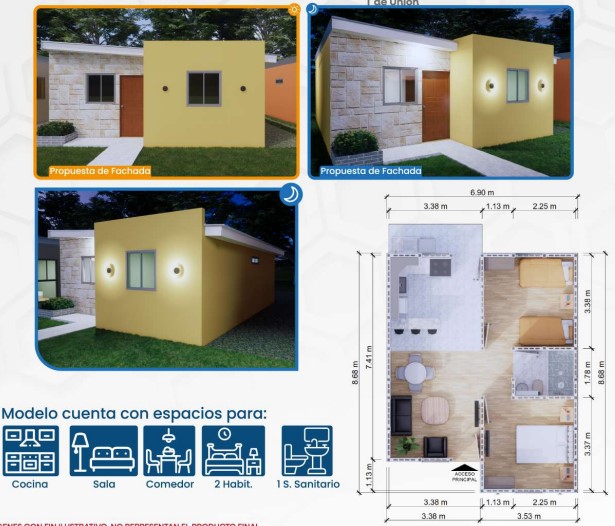 1 de Unión
Propuesta de Fachada
Propuesta de Fachada
6.90 m
3.38 m
1.13 m
2.25 m
3.38 m
1.78 m
3.37 m
8.68 m
8.68 m
7.41 m
1.13 m
ACCESO
PRINCIPAL
3.38 m
1.13 m
2.25 m
3.38 m
3.53 m
Modelo cuenta con espacios para:
Cocina
Sala
Comedor
2 Habit.
1 S. Sanitario
CON FIN ILUSTRATIVO, NO REPRESENTAN EL PRODUCTO FINAL